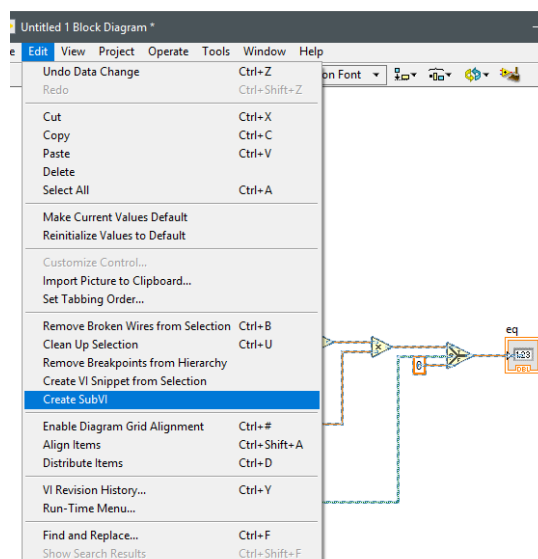 Untitled 1 Block Diagram *
e Edit View Project Operate Tools Window Help
on Font
Undo Data Change Ctrl+Z
Redo Ctrl+Shift+Z
Cut Ctrl+X
Copy Ctrl+C
Paste Ctrl+V
Delete
Select All Ctrl+A
Make Current Values Default
Reinitialize Values to Default
Customize Control...
Import Picture to Clipboard...
Set Tabbing Order...
Remove Broken Wires from Selection Ctrl+B
Clean Up Selection Ctrl+U
Remove Breakpoints from Hierarchy
Create VI Snippet from Selection
Create SubVI
Enable Diagram Grid Alignment Ctrl+#
Align Items Ctrl+Shift+A
Distribute Items Ctrl+D
VI Revision History... Ctrl+Y
Run-Time Menu...
Find and Replace... Ctrl+F
Show Search Results Ctrl+Shift+F
eq
1.23
DBL
0